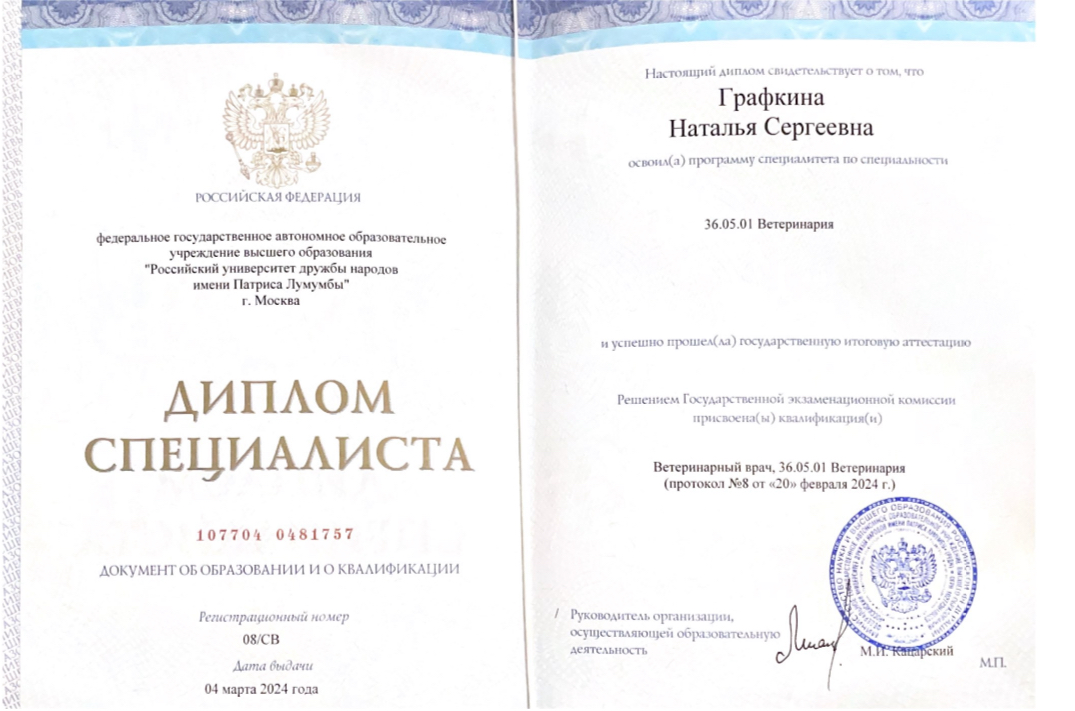 РОССИЙСКАЯ ФЕДЕРАЦИЯ
федеральное государственное автономное образовательное
учреждение высшего образования
"Российский университет дружбы народов
имени Патриса Лумумбы"
г. Москва
ДИПЛОМ
СПЕЦИАЛИСТА
107704 0481757
ДОКУМЕНТ ОБ ОБРАЗОВАНИИ И О КВАЛИФИКАЦИИ
Регистрационный номер
08/СВ
Дата выдачи
04 марта 2024 года
Настоящий диплом свидетельствует о том, что
Графкина
Наталья Сергеевна
освоил(а) программу специалитета по специальности
36.05.01 Ветеринария
и успешно прошел(ла) государственную итоговую аттестацию
Решением Государственной экзаменационной комиссии
присвоена(ы) квалификация(и)
Ветеринарный врач, 36.05.01 Ветеринария
(протокол №8 от «20» февраля 2024 г.)
/ Руководитель организации,
осуществляющей образовательную
деятельность
М.И. Кацарский
М.П.